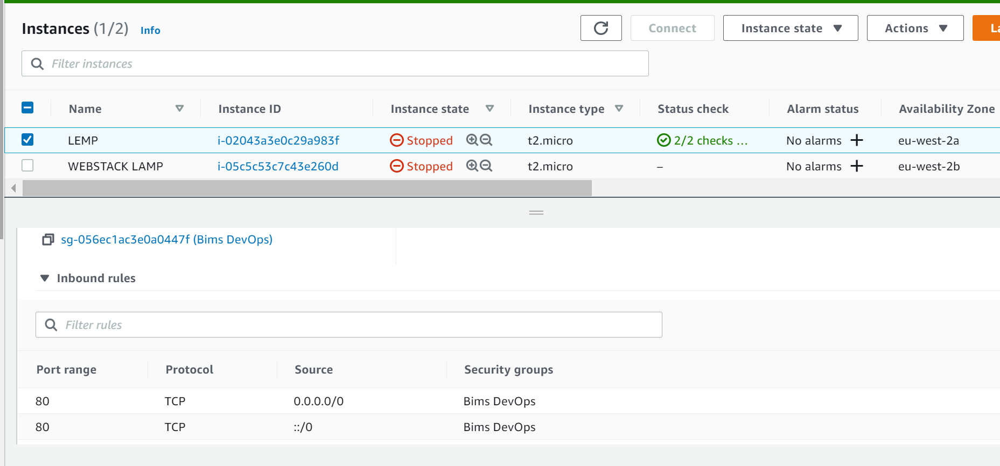 Instances (1/2) Info Connect Instance state Actions La
Filter instances
Name Instance ID Instance state Instance type Status check Alarm status Availability Zone
LEMP i-02043a3e0c29a983f Stopped t2.micro 2/2 checks ... No alarms eu-west-2a
WEBSTACK LAMP i-05c5c53c7c43e260d Stopped t2.micro – No alarms eu-west-2b
sg-056ec1ac3e0a0447f (Bims DevOps)
Inbound rules
Filter rules
Port range Protocol Source Security groups
80 TCP 0.0.0.0/0 Bims DevOps
80 TCP ::/0 Bims DevOps